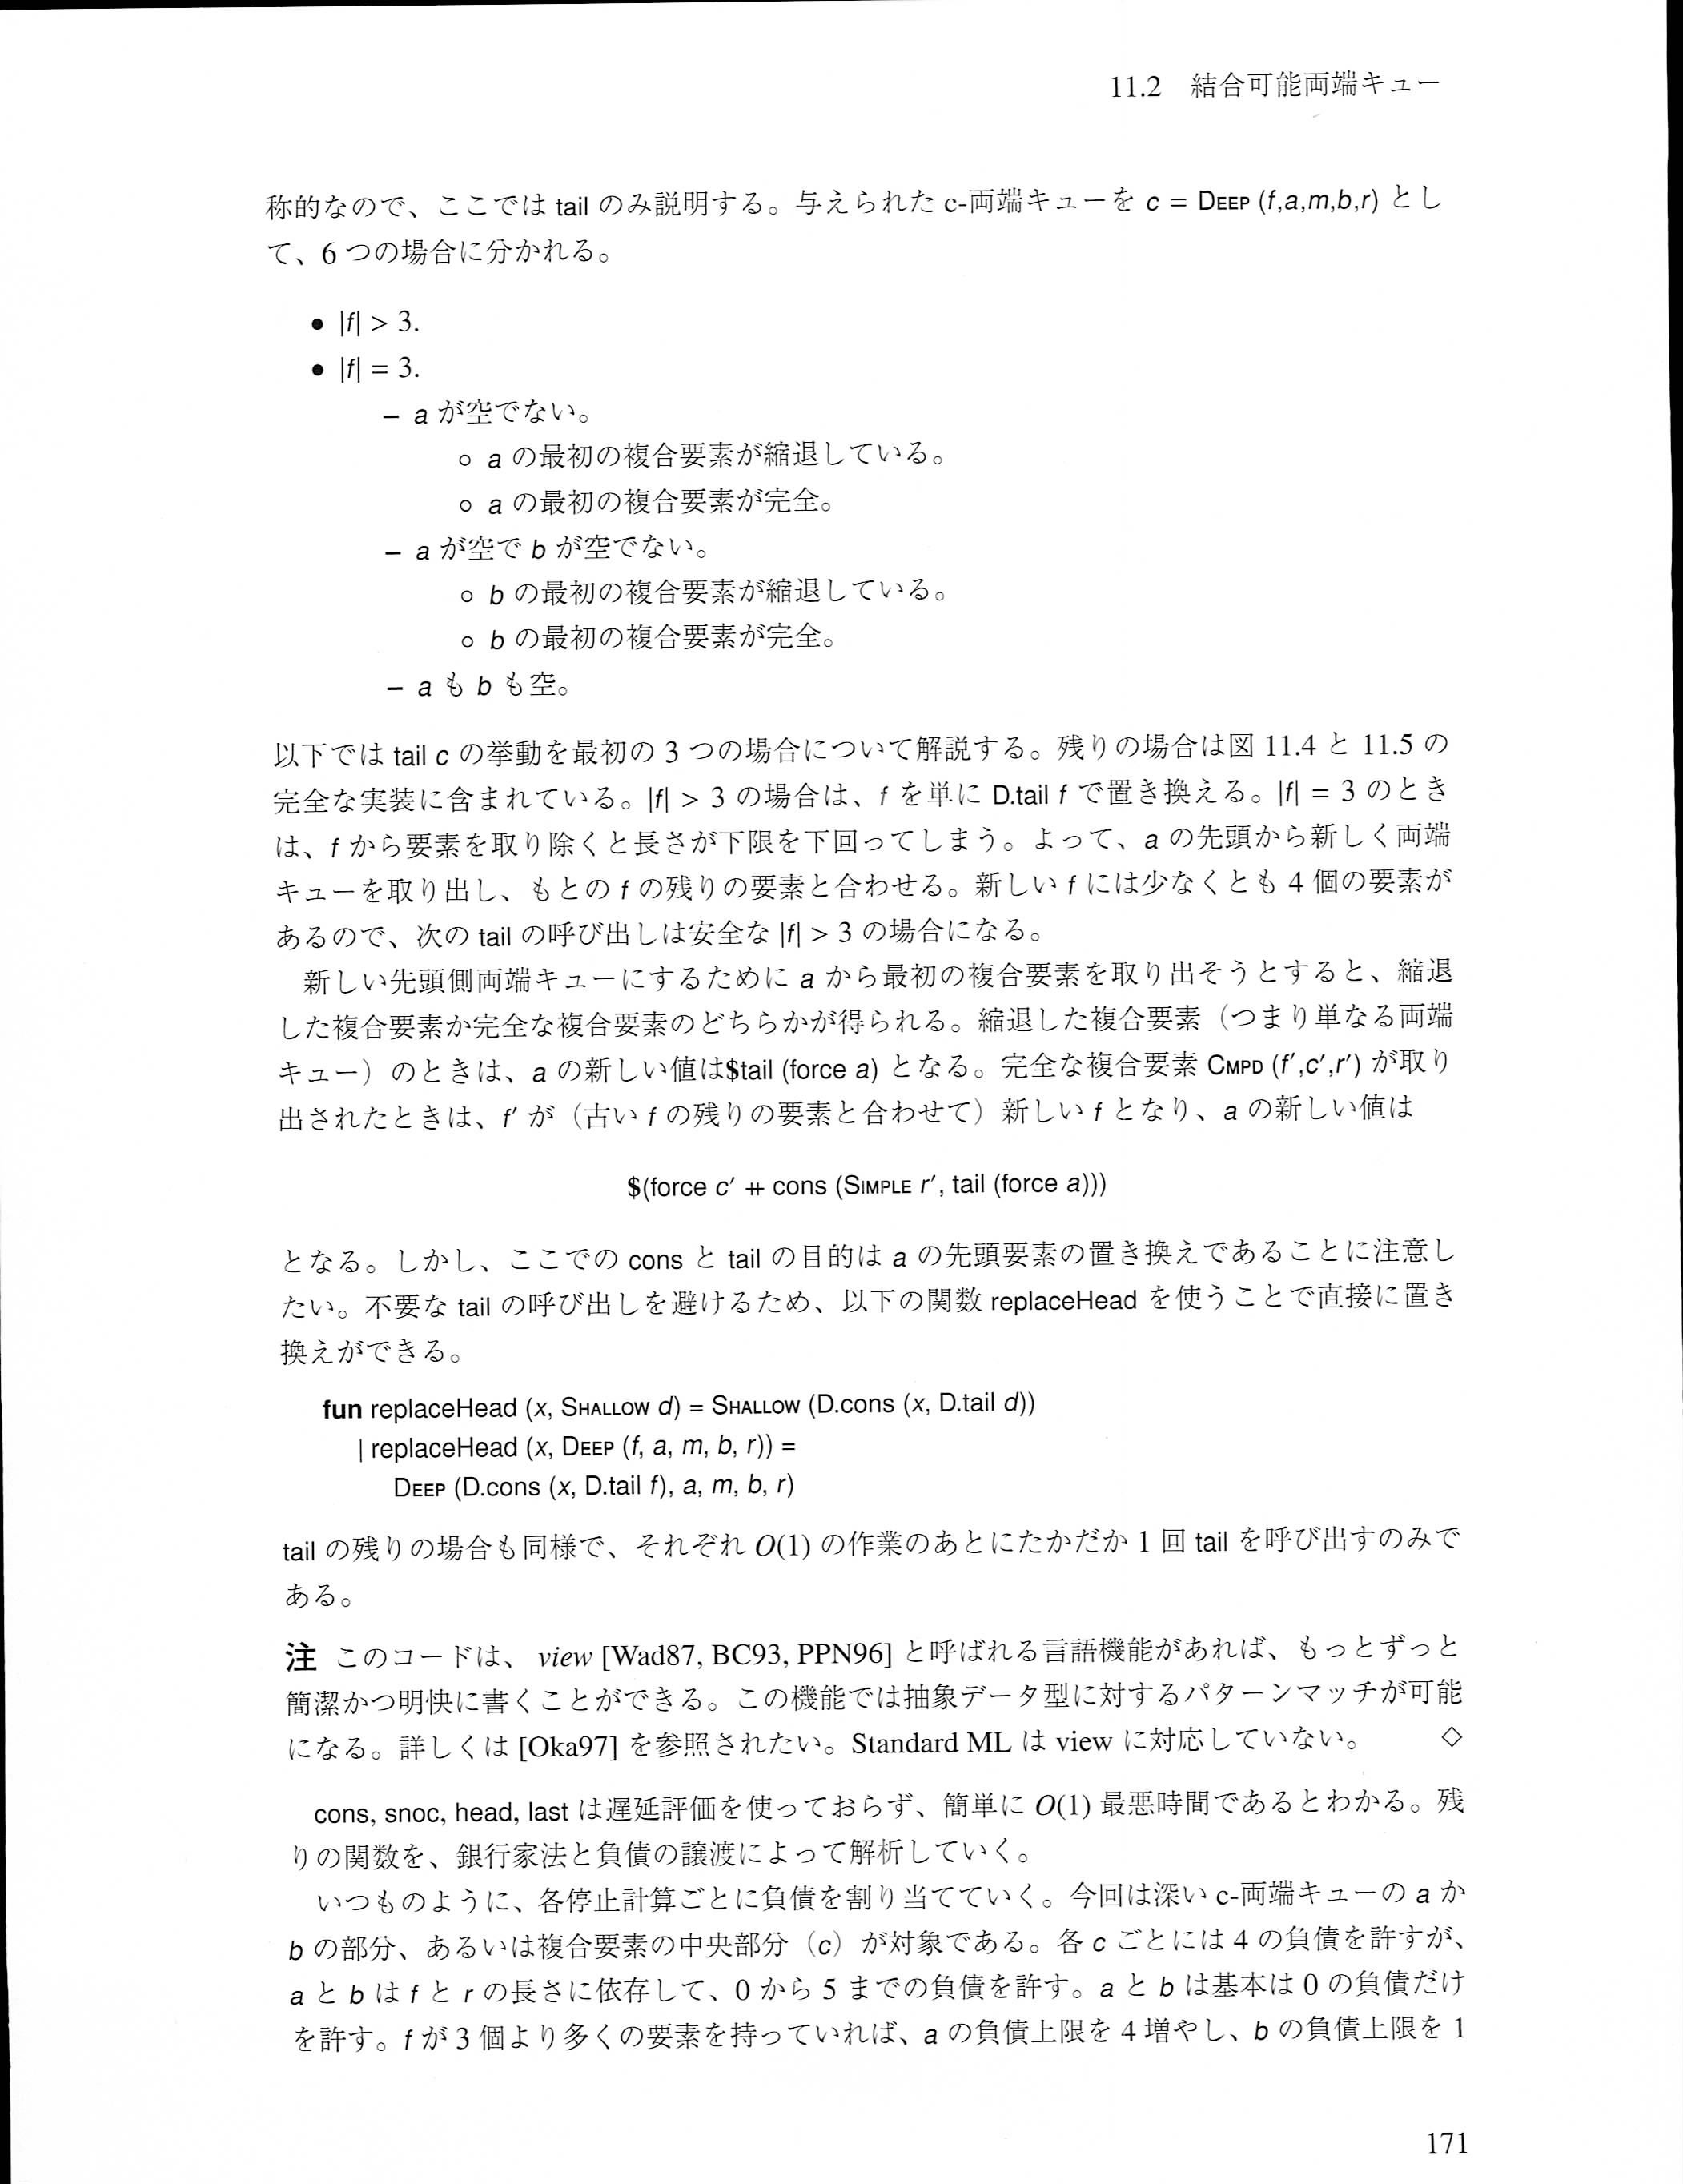 11.2 結合可能両端キュー
称的なので、ここでは tail のみ説明する。与えられた c-両端キューを c = DEEP (f,a,m,b,r) とし
て、6 つの場合に分かれる。
• |f| > 3.
• |f| = 3.
– a が空でない。
○ a の最初の複合要素が縮退している。
○ a の最初の複合要素が完全。
– a が空で b が空でない。
○ b の最初の複合要素が縮退している。
○ b の最初の複合要素が完全。
– a も b も空。
以下では tail c の挙動を最初の 3 つの場合について解説する。残りの場合は図 11.4 と 11.5 の
完全な実装に含まれている。|f| > 3 の場合は、f を単に D.tail f で置き換える。|f| = 3 のとき
は、f から要素を取り除くと長さが下限を下回ってしまう。よって、a の先頭から新しく両端
キューを取り出し、もとの f の残りの要素と合わせる。新しい f には少なくとも 4 個の要素が
あるので、次の tail の呼び出しは安全な |f| > 3 の場合になる。
新しい先頭側両端キューにするために a から最初の複合要素を取り出そうとすると、縮退
した複合要素か完全な複合要素のどちらかが得られる。縮退した複合要素（つまり単なる両端
キュー）のときは、a の新しい値は$tail (force a) となる。完全な複合要素 CMPD (f′,c′,r′) が取り
出されたときは、f′ が（古い f の残りの要素と合わせて）新しい f となり、a の新しい値は
$(force c′ ⧺ cons (SIMPLE r′, tail (force a)))
となる。しかし、ここでの cons と tail の目的は a の先頭要素の置き換えであることに注意し
たい。不要な tail の呼び出しを避けるため、以下の関数 replaceHead を使うことで直接に置き
換えができる。
fun replaceHead (x, SHALLOW d) = SHALLOW (D.cons (x, D.tail d))
| replaceHead (x, DEEP (f, a, m, b, r)) =
DEEP (D.cons (x, D.tail f), a, m, b, r)
tail の残りの場合も同様で、それぞれ O(1) の作業のあとにたかだか 1 回 tail を呼び出すのみで
ある。
注 このコードは、 view [Wad87, BC93, PPN96] と呼ばれる言語機能があれば、もっとずっと
簡潔かつ明快に書くことができる。この機能では抽象データ型に対するパターンマッチが可能
になる。詳しくは [Oka97] を参照されたい。Standard ML は view に対応していない。 ◇
cons, snoc, head, last は遅延評価を使っておらず、簡単に O(1) 最悪時間であるとわかる。残
りの関数を、銀行家法と負債の譲渡によって解析していく。
いつものように、各停止計算ごとに負債を割り当てていく。今回は深い c-両端キューの a か
b の部分、あるいは複合要素の中央部分（c）が対象である。各 c ごとには 4 の負債を許すが、
a と b は f と r の長さに依存して、0 から 5 までの負債を許す。a と b は基本は 0 の負債だけ
を許す。f が 3 個より多くの要素を持っていれば、a の負債上限を 4 増やし、b の負債上限を 1
171